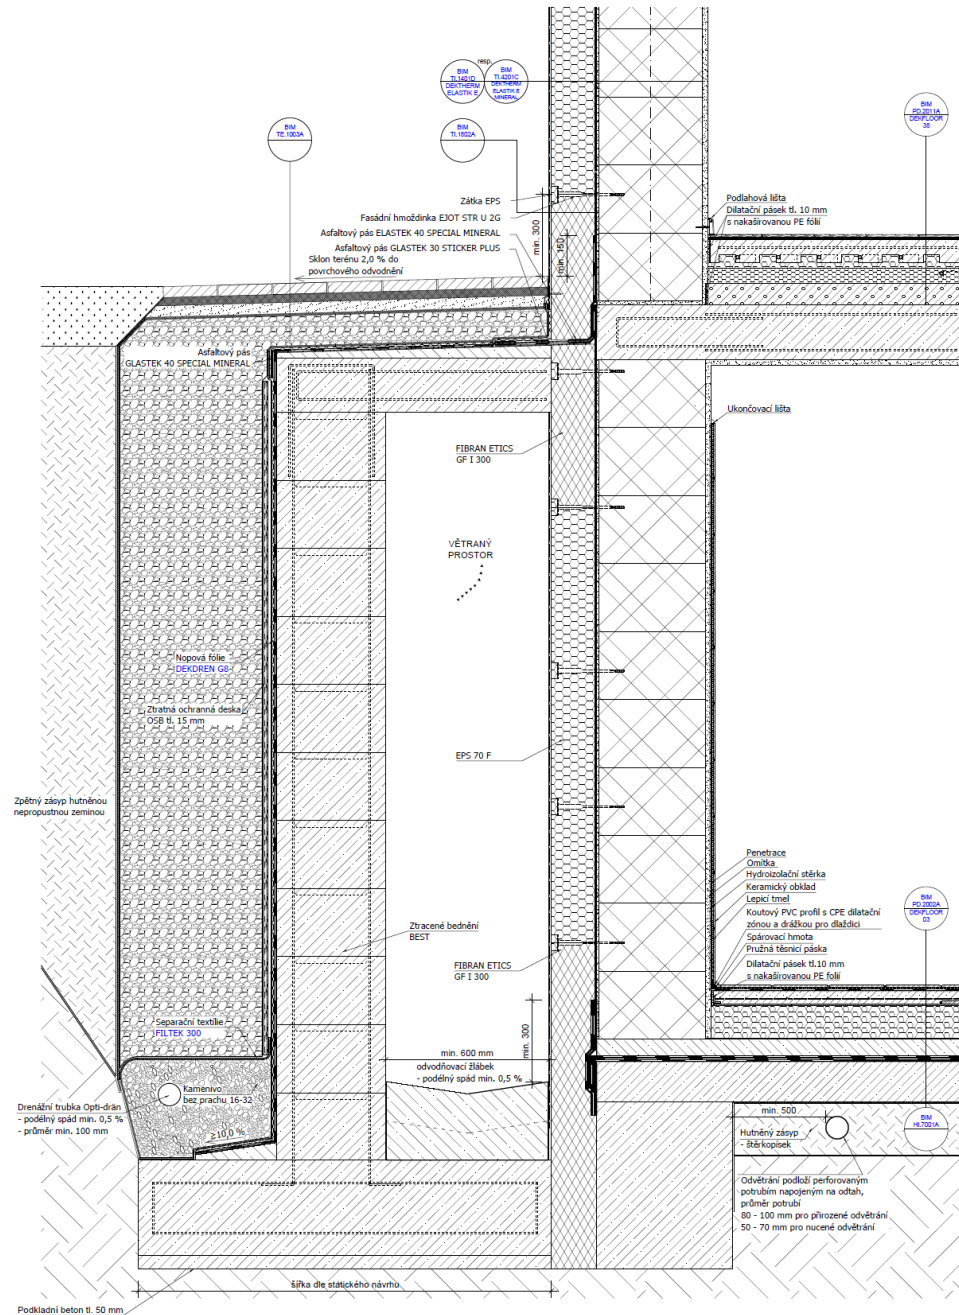 resp.
BIM
TI.1401D
DEKTHERM
ELASTIK E
BIM
TI.4201C
DEKTHERM
ELASTIK E
MINERAL
BIM
TE.1003A
BIM
TI.1602A
BIM
PD.2011A
DEKFLOOR
38
Zátka EPS
Fasádní hmoždinka EJOT STR U 2G
Asfaltový pás ELASTEK 40 SPECIAL MINERAL
Asfaltový pás GLASTEK 30 STICKER PLUS
Sklon terénu 2,0 % do
povrchového odvodnění
min. 300
min. 150
Podlahová lišta
Dilatační pásek tl. 10 mm
s nakašírovanou PE fólií
Asfaltový pás
GLASTEK 40 SPECIAL MINERAL
Ukončovací lišta
FIBRAN ETICS
GF I 300
VĚTRANÝ
PROSTOR
Nopová fólie
DEKDREN G8
Ztratná ochranná deska
OSB tl. 15 mm
EPS 70 F
Zpětný zásyp hutněnou
nepropustnou zeminou
Penetrace
Omítka
Hydroizolační stěrka
Keramický obklad
Lepicí tmel
Koutový PVC profil s CPE dilatační
zónou a drážkou pro dlaždici
Spárovací hmota
Pružná těsnicí páska
Dilatační pásek tl.10 mm
s nakašírovanou PE folií
BIM
PD.2002A
DEKFLOOR
03
Ztracené bednění
BEST
FIBRAN ETICS
GF I 300
Separační textilie
FILTEK 300
min. 300
min. 600 mm
odvodňovací žlábek
- podélný spád min. 0,5 %
Kamenivo
bez prachu 16-32
Drenážní trubka Opti-drän
- podélný spád min. 0,5 %
- průměr min. 100 mm
≥10,0 %
min. 500
Hutněný zásyp
- štěrkopísek
BIM
HI.7001A
Odvětrání podloží perforovaným
potrubím napojeným na odtah,
průměr potrubí
80 - 100 mm pro přirozené odvětrání
50 - 70 mm pro nucené odvětrání
šířka dle statického návrhu
Podkladní beton tl. 50 mm